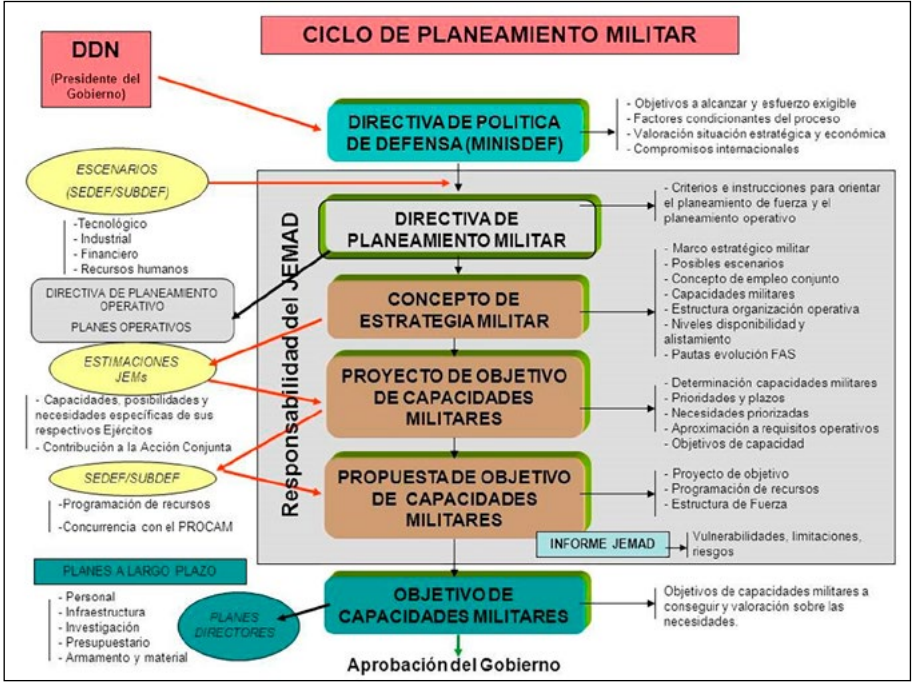 CICLO DE PLANEAMIENTO MILITAR
DDN
(Presidente del
Gobierno)
DIRECTIVA DE POLITICA
DE DEFENSA (MINISDEF)
- Objetivos a alcanzar y esfuerzo exigible
- Factores condicionantes del proceso
- Valoración situación estratégica y económica
- Compromisos internacionales
ESCENARIOS
(SEDEF/SUBDEF)
-Tecnológico
- Industrial
- Financiero
- Recursos humanos
Responsabilidad del JEMAD
DIRECTIVA DE
PLANEAMIENTO MILITAR
- Criterios e instrucciones para orientar
el planeamiento de fuerza y el
planeamiento operativo
DIRECTIVA DE PLANEAMIENTO
OPERATIVO
PLANES OPERATIVOS
CONCEPTO DE
ESTRATEGIA MILITAR
- Marco estratégico militar
- Posibles escenarios
- Concepto de empleo conjunto
- Capacidades militares
- Estructura organización operativa
- Niveles disponibilidad y
alistamiento
- Pautas evolución FAS
ESTIMACIONES
JEMs
- Capacidades, posibilidades y
necesidades específicas de sus
respectivos Ejércitos
- Contribución a la Acción Conjunta
PROYECTO DE OBJETIVO
DE CAPACIDADES
MILITARES
- Determinación capacidades militares
- Prioridades y plazos
- Necesidades priorizadas
- Aproximación a requisitos operativos
- Objetivos de capacidad
SEDEF/SUBDEF
-Programación de recursos
-Concurrencia con el PROCAM
PROPUESTA DE OBJETIVO
DE CAPACIDADES
MILITARES
- Proyecto de objetivo
- Programación de recursos
- Estructura de Fuerza
INFORME JEMAD
Vulnerabilidades, limitaciones,
riesgos
PLANES A LARGO PLAZO
- Personal
- Infraestructura
- Investigación
- Presupuestario
- Armamento y material
PLANES
DIRECTORES
OBJETIVO DE
CAPACIDADES MILITARES
Objetivos de capacidades militares a
conseguir y valoración sobre las
necesidades.
Aprobación del Gobierno